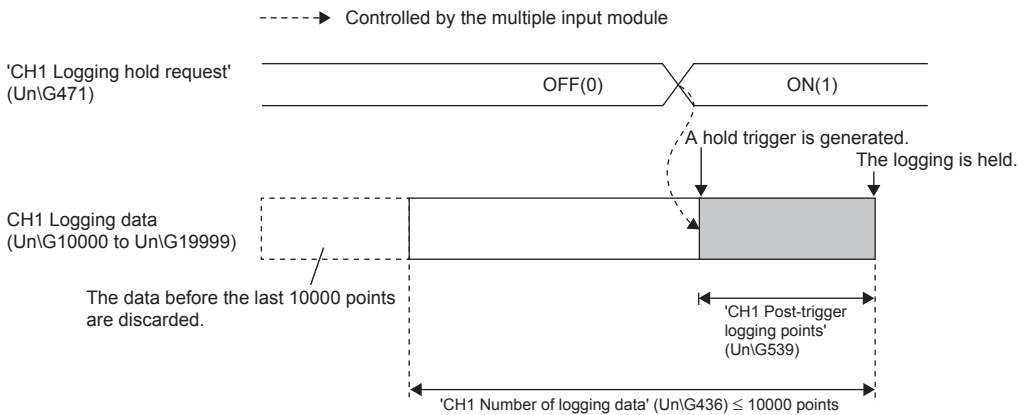 Controlled by the multiple input module
'CH1 Logging hold request'
(Un\G471)
OFF(0)
ON(1)
A hold trigger is generated.
The logging is held.
CH1 Logging data
(Un\G10000 to Un\G19999)
The data before the last 10000 points
are discarded.
'CH1 Post-trigger
logging points'
(Un\G539)
'CH1 Number of logging data' (Un\G436) ≤ 10000 points